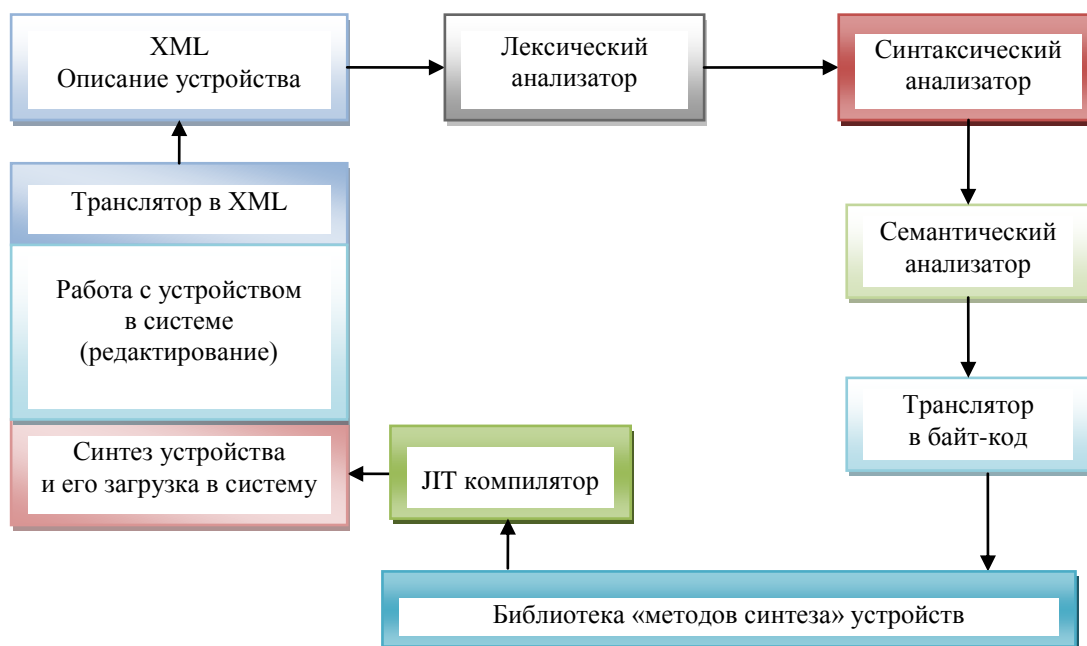 XML
Описание устройства
Лексический
анализатор
Синтаксический
анализатор
Транслятор в XML
Семантический
анализатор
Работа с устройством
в системе
(редактирование)
Транслятор
в байт-код
Синтез устройства
и его загрузка в систему
JIT компилятор
Библиотека «методов синтеза» устройств